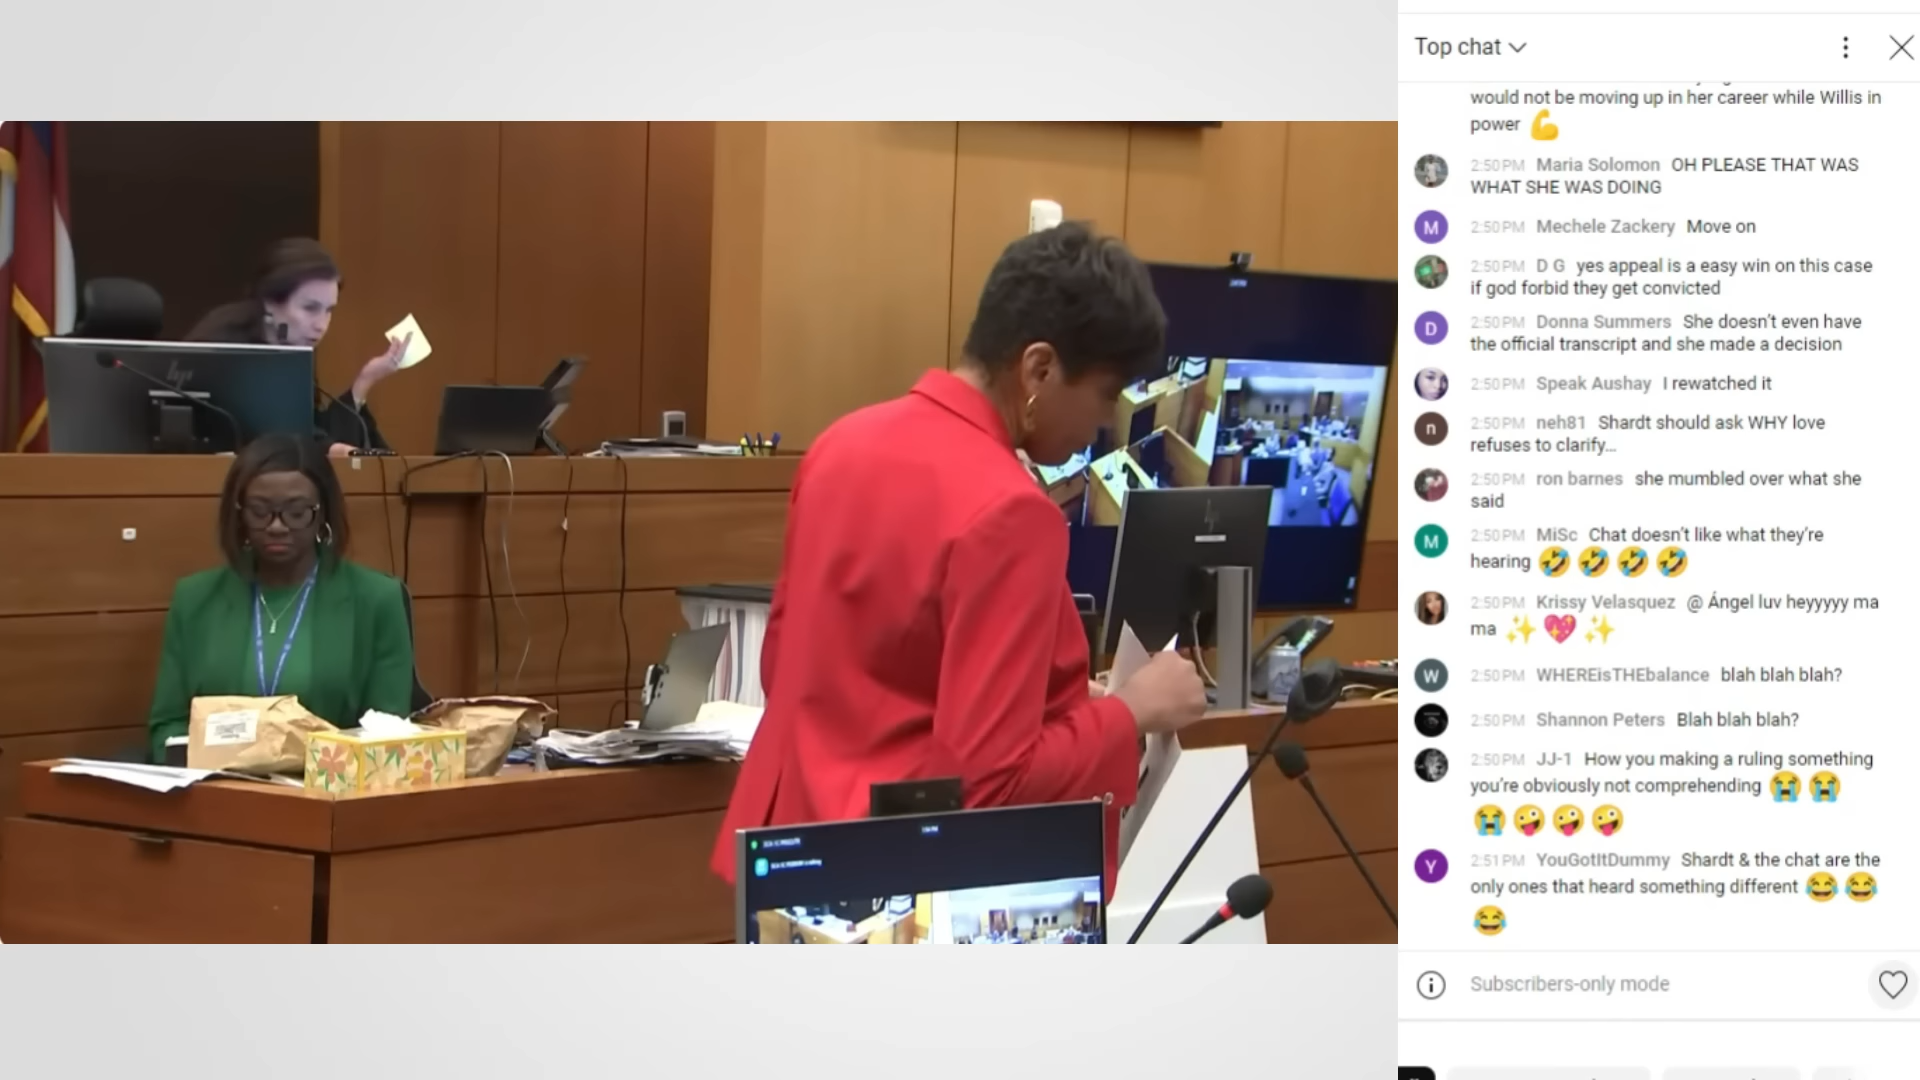 Top chat
would not be moving up in her career while Willis in
power 💪
2:50 PM Maria Solomon OH PLEASE THAT WAS
WHAT SHE WAS DOING
2:50 PM Mechele Zackery Move on
2:50 PM D G yes appeal is a easy win on this case
if god forbid they get convicted
2:50 PM Donna Summers She doesn't even have
the official transcript and she made a decision
2:50 PM Speak Aushay I rewatched it
2:50 PM neh81 Shardt should ask WHY love
refuses to clarify...
2:50 PM ron barnes she mumbled over what she
said
2:50 PM MiSc Chat doesn't like what they're
hearing 🤣 🤣 🤣 🤣
2:50 PM Krissy Velasquez @ Ángel luv heyyyyy ma
ma ✨ 💖 ✨
2:50 PM WHEREisTHEbalance blah blah blah?
2:50 PM Shannon Peters Blah blah blah?
2:50 PM JJ-1 How you making a ruling something
you're obviously not comprehending 😭 😭
😭 🤪 🤪 🤪
2:51 PM YouGotItDummy Shardt & the chat are the
only ones that heard something different 😂 😂
😂
Subscribers-only mode
M
D
n
M
W
Y
hp
hp